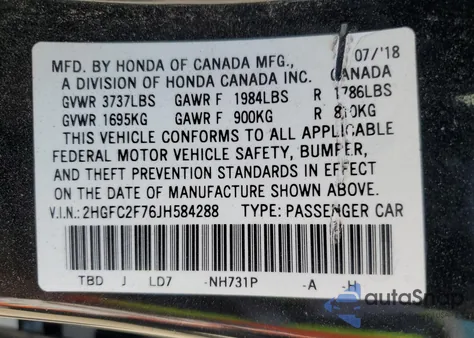 MFD. BY HONDA OF CANADA MFG., 07/'18
A DIVISION OF HONDA CANADA INC. CANADA
GVWR 3737LBS GAWR F 1984LBS R 1786LBS
GVWR 1695KG GAWR F 900KG R 810KG
THIS VEHICLE CONFORMS TO ALL APPLICABLE
FEDERAL MOTOR VEHICLE SAFETY, BUMPER,
AND THEFT PREVENTION STANDARDS IN EFFECT
ON THE DATE OF MANUFACTURE SHOWN ABOVE.
V.I.N.: 2HGFC2F76JH584288 TYPE: PASSENGER CAR
TBD J LD7 -NH731P -A -H
autoSnap